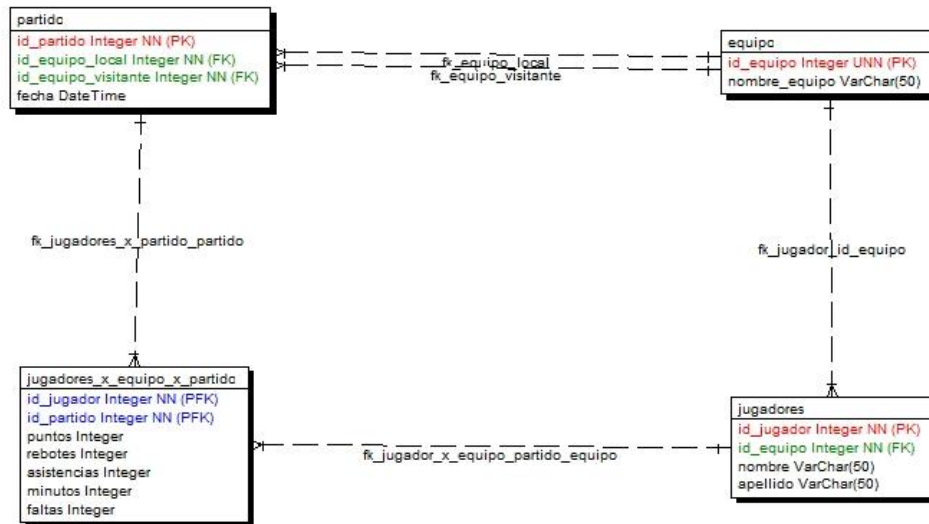 partido
id_partido Integer NN (PK)
id_equipo_local Integer NN (FK)
id_equipo_visitante Integer NN (FK)
fecha DateTime
fk_equipo_local
fk_equipo_visitante
equipo
id_equipo Integer UNN (PK)
nombre_equipo VarChar(50)
fk_jugadores_x_partido_partido
fk_jugador_id_equipo
jugadores_x_equipo_x_partido
id_jugador Integer NN (PFK)
id_partido Integer NN (PFK)
puntos Integer
rebotes Integer
asistencias Integer
minutos Integer
faltas Integer
fk_jugador_x_equipo_partido_equipo
jugadores
id_jugador Integer NN (PK)
id_equipo Integer NN (FK)
nombre VarChar(50)
apellido VarChar(50)